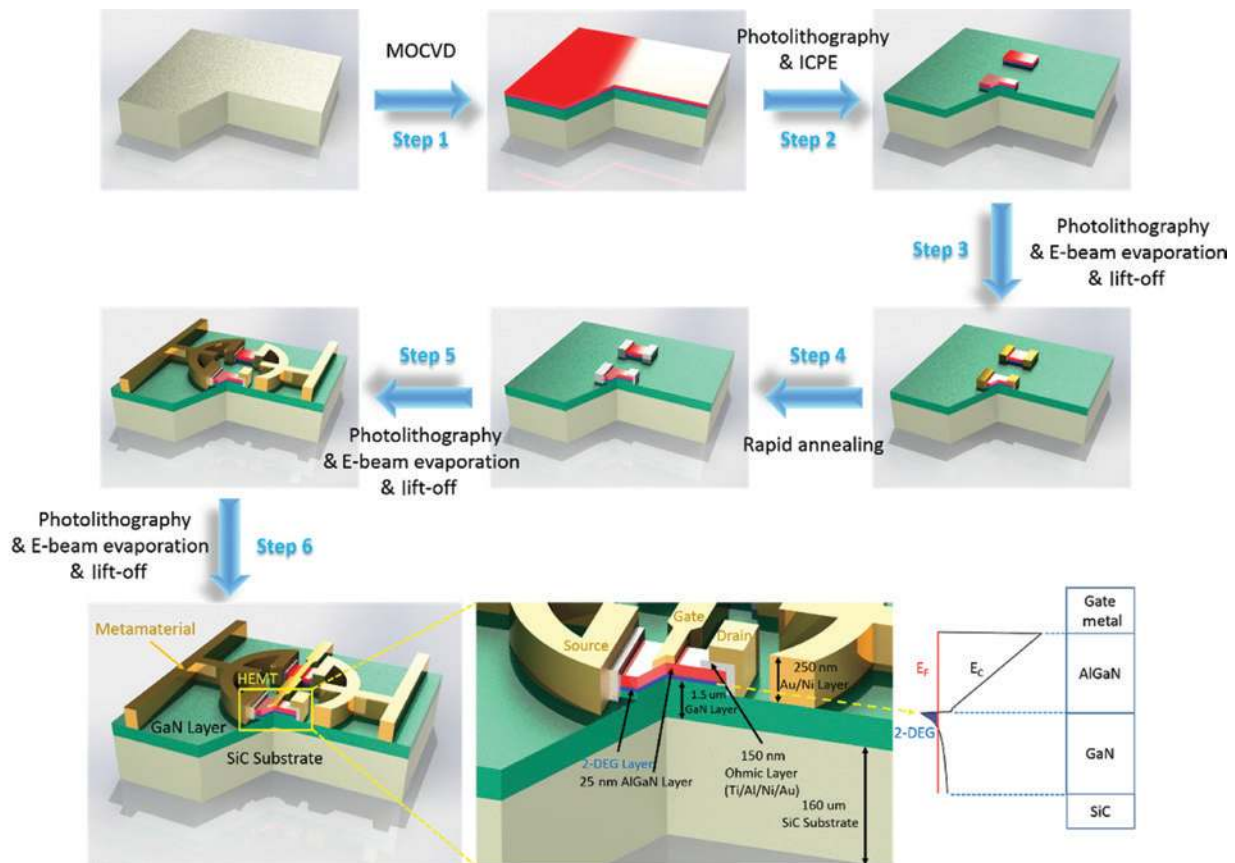 MOCVD
Step 1
Photolithography
& ICPE
Step 2
Step 3
Photolithography
& E-beam evaporation
& lift-off
Step 4
Rapid annealing
Step 5
Photolithography
& E-beam evaporation
& lift-off
Photolithography
& E-beam evaporation
& lift-off
Step 6
Metamaterial
HEMT
GaN Layer
SiC Substrate
Source
Gate
Drain
250 nm
Au/Ni Layer
1.5 um
GaN Layer
2-DEG Layer
25 nm AlGaN Layer
150 nm
Ohmic Layer
(Ti/Al/Ni/Au)
160 um
SiC Substrate
E_F
E_C
2-DEG
Gate
metal
AlGaN
GaN
SiC